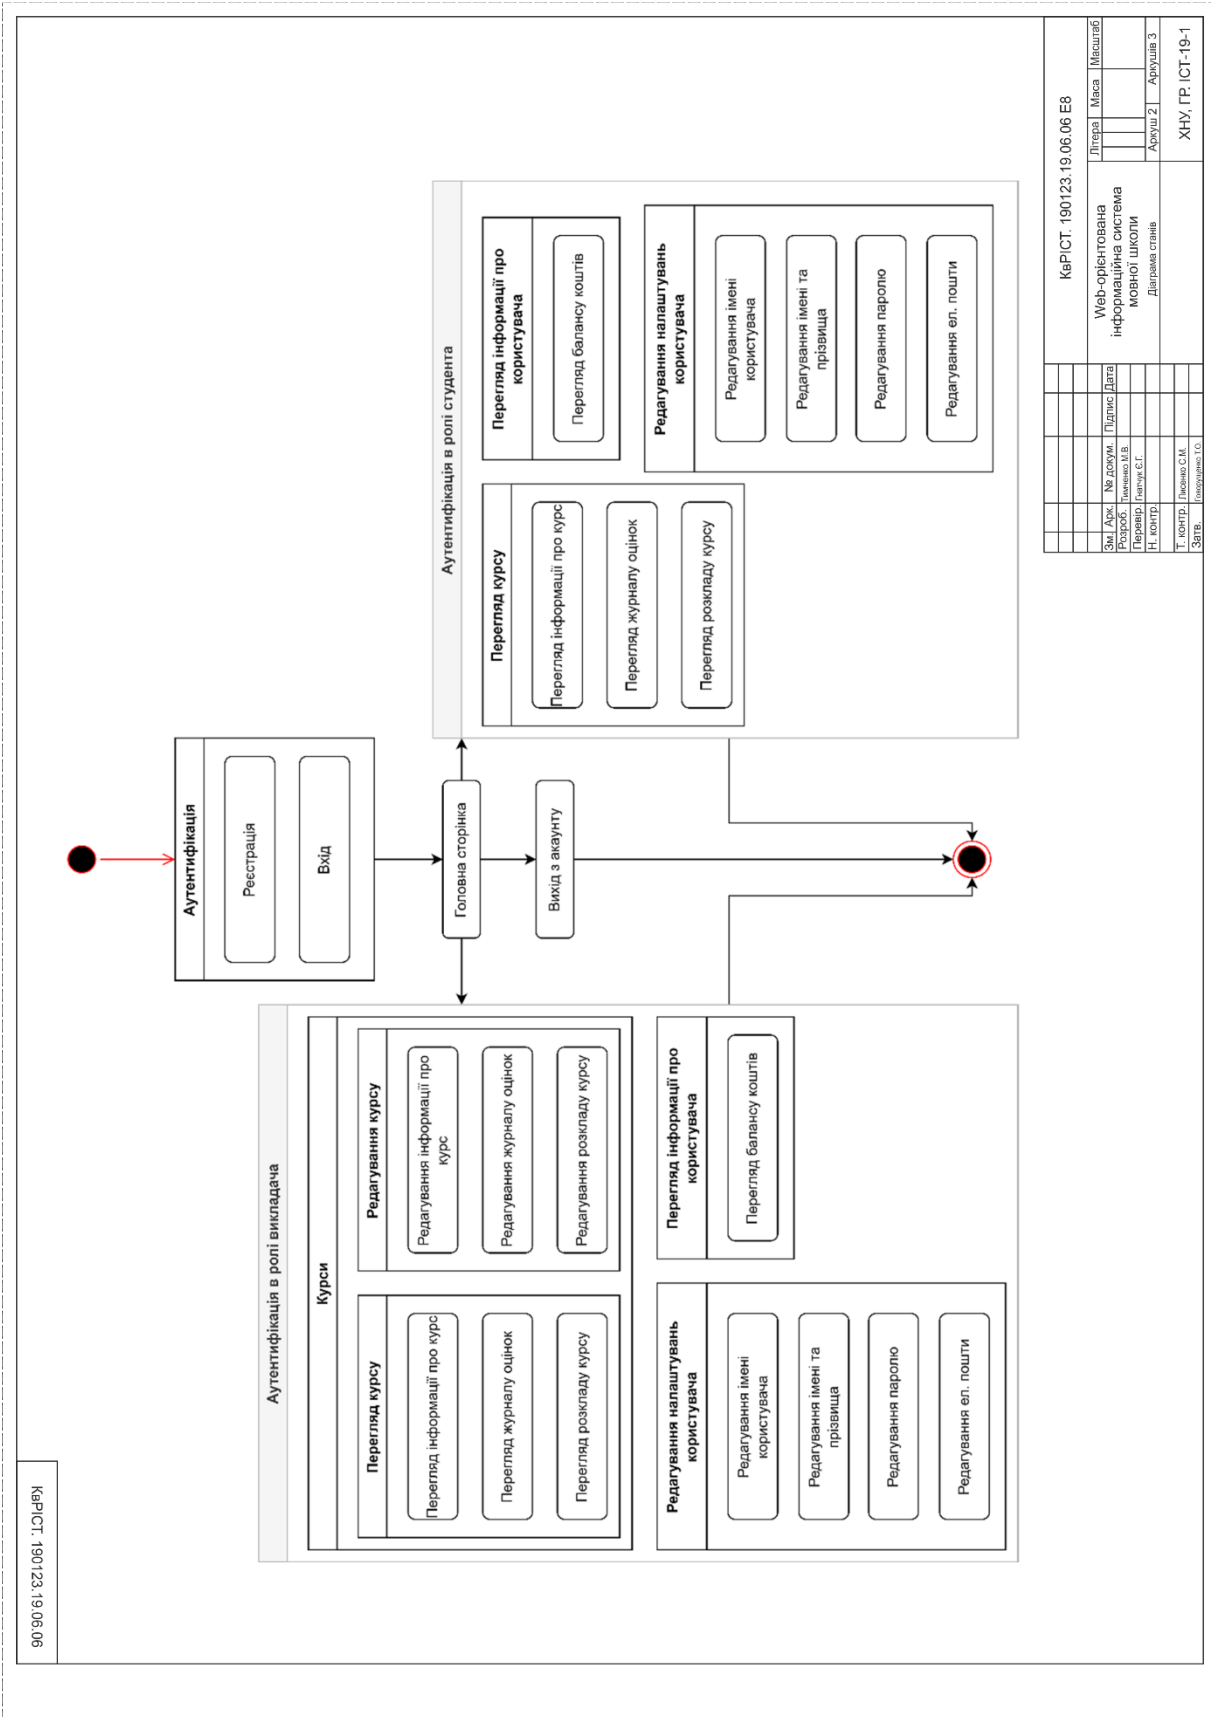 КвРІСТ. 190123.19.06.06
Аутентифікація
Реєстрація
Вхід
Головна сторінка
Вихід з акаунту
Аутентифікація в ролі викладача
Курси
Перегляд курсу
Перегляд інформації про курс
Перегляд журналу оцінок
Перегляд розкладу курсу
Редагування курсу
Редагування інформації про
курс
Редагування журналу оцінок
Редагування розкладу курсу
Редагування налаштувань
користувача
Редагування імені
користувача
Редагування імені та
прізвища
Редагування паролю
Редагування ел. пошти
Перегляд інформації про
користувача
Перегляд балансу коштів
Аутентифікація в ролі студента
Перегляд курсу
Перегляд інформації про курс
Перегляд журналу оцінок
Перегляд розкладу курсу
Перегляд інформації про
користувача
Перегляд балансу коштів
Редагування налаштувань
користувача
Редагування імені
користувача
Редагування імені та
прізвища
Редагування паролю
Редагування ел. пошти
КвРІСТ. 190123.19.06.06 Е8
Зм. Арк. № докум. Підпис Дата
Розроб. Тимченко М.В.
Перевір. Гнатчук Є.Г.
Н. контр.
Т. контр. Лисенко С.М.
Затв. Говорущенко Т.О.
Web-орієнтована
інформаційна система
мовної школи
Діаграма станів
Літера Маса Масштаб
Аркуш 2 Аркушів 3
ХНУ, ГР. ІСТ-19-1